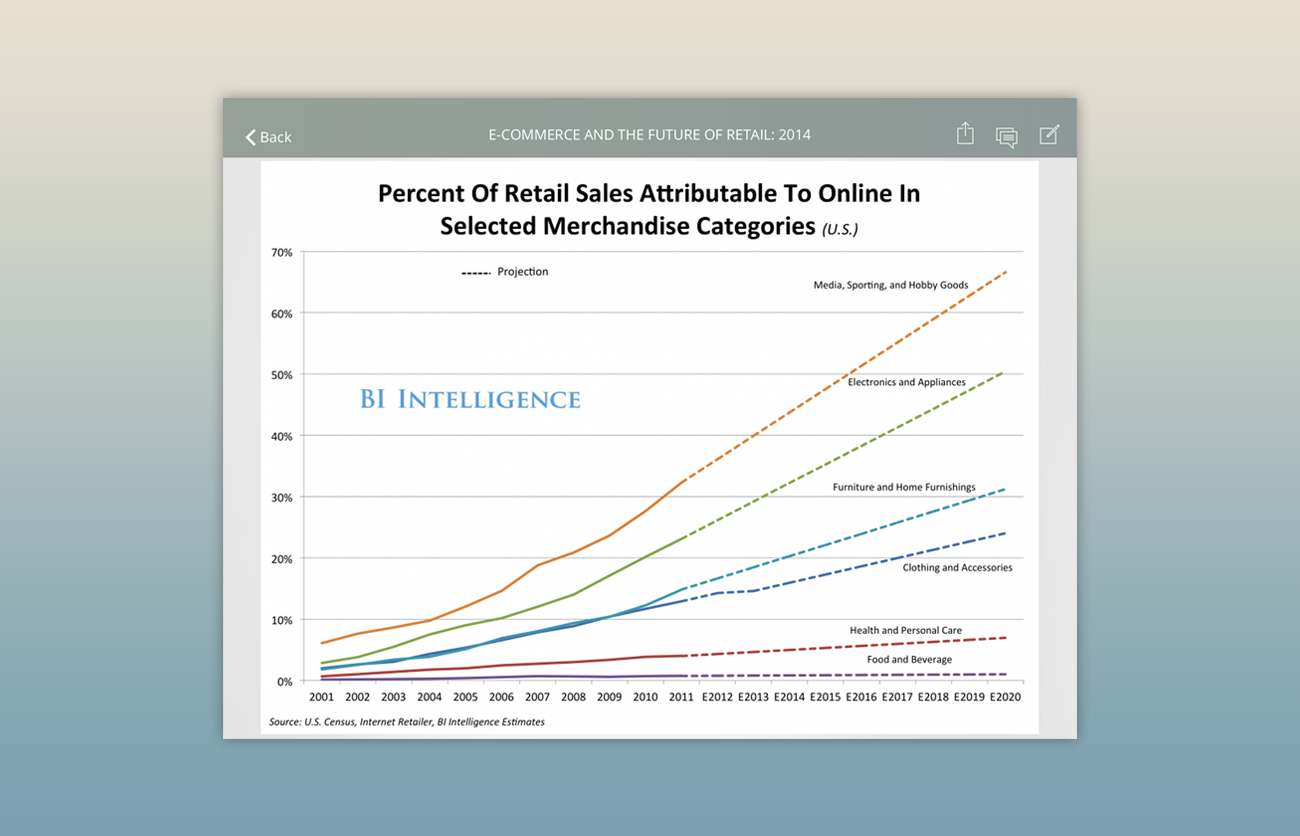 Back
E-COMMERCE AND THE FUTURE OF RETAIL: 2014
Percent Of Retail Sales Attributable To Online In
Selected Merchandise Categories (U.S.)
70%
60%
50%
40%
30%
20%
10%
0%
Projection
BI INTELLIGENCE
Media, Sporting, and Hobby Goods
Electronics and Appliances
Furniture and Home Furnishings
Clothing and Accessories
Health and Personal Care
Food and Beverage
2001 2002 2003 2004 2005 2006 2007 2008 2009 2010 2011 E2012 E2013 E2014 E2015 E2016 E2017 E2018 E2019 E2020
Source: U.S. Census, Internet Retailer, BI Intelligence Estimates